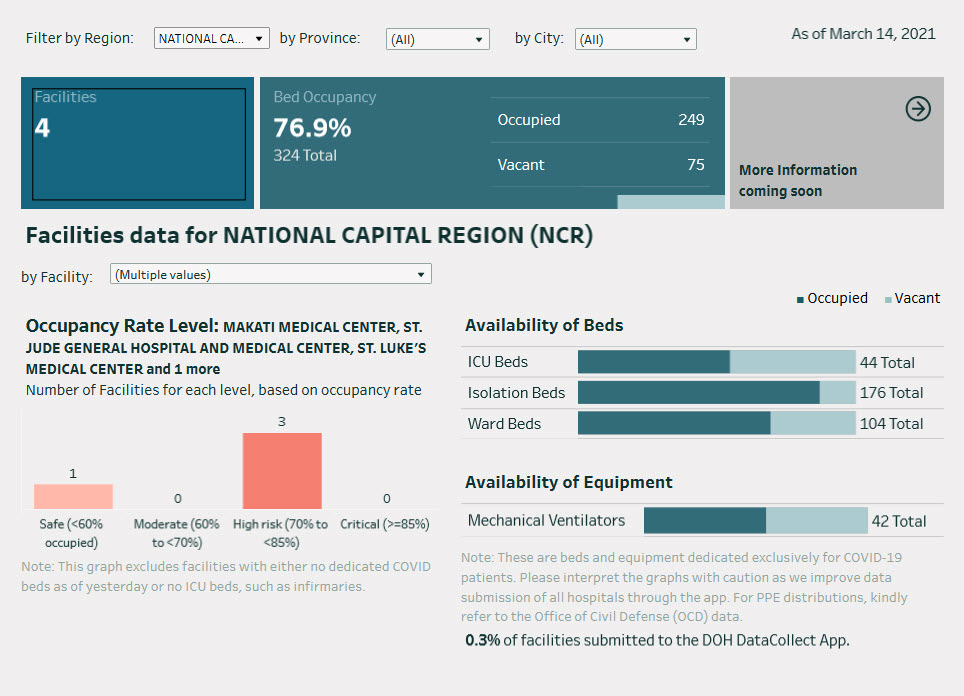 Filter by Region: NATIONAL CA... by Province: (All) by City: (All) As of March 14, 2021
Facilities
4
Bed Occupancy
76.9%
324 Total
Occupied 249
Vacant 75
More Information
coming soon
Facilities data for NATIONAL CAPITAL REGION (NCR)
by Facility: (Multiple values)
Occupied Vacant
Occupancy Rate Level: MAKATI MEDICAL CENTER, ST.
JUDE GENERAL HOSPITAL AND MEDICAL CENTER, ST. LUKE'S
MEDICAL CENTER and 1 more
Number of Facilities for each level, based on occupancy rate
1
0
3
0
Safe (<60%
occupied)
Moderate (60%
to <70%)
High risk (70% to
<85%)
Critical (>=85%)
Note: This graph excludes facilities with either no dedicated COVID
beds as of yesterday or no ICU beds, such as infirmaries.
Availability of Beds
ICU Beds 44 Total
Isolation Beds 176 Total
Ward Beds 104 Total
Availability of Equipment
Mechanical Ventilators 42 Total
Note: These are beds and equipment dedicated exclusively for COVID-19
patients. Please interpret the graphs with caution as we improve data
submission of all hospitals through the app. For PPE distributions, kindly
refer to the Office of Civil Defense (OCD) data.
0.3% of facilities submitted to the DOH DataCollect App.